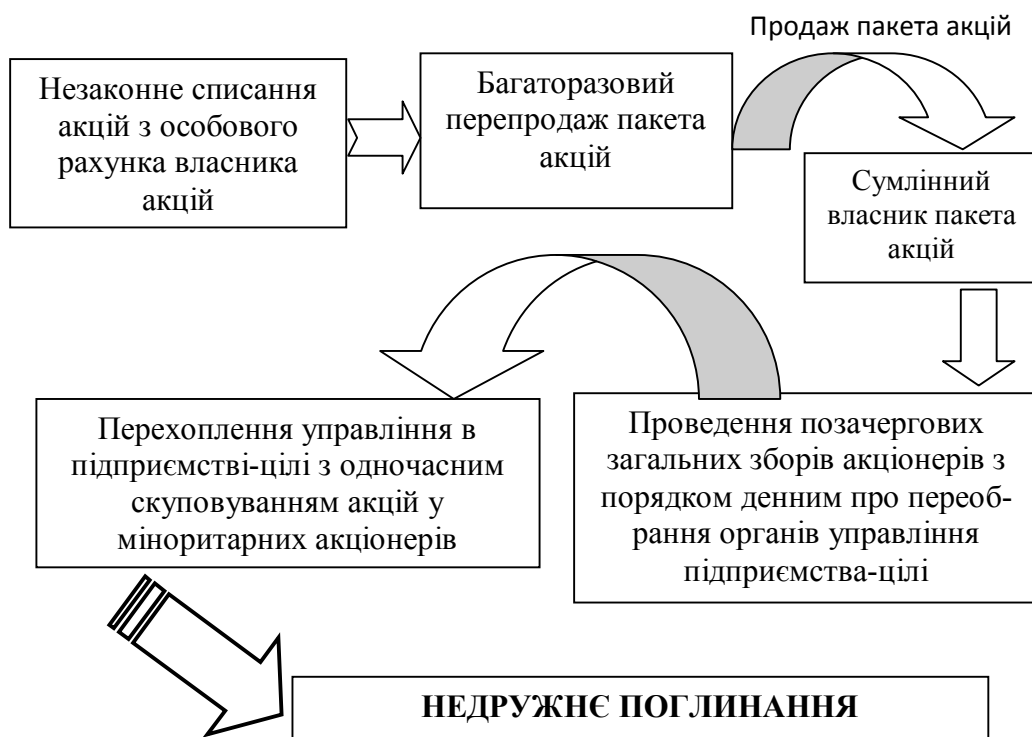 Продаж пакета акцій
Незаконне списання
акцій з особового
рахунка власника
акцій
Багаторазовий
перепродаж пакета
акцій
Сумлінний
власник пакета
акцій
Проведення позачергових
загальних зборів акціонерів з
порядком денним про переоб-
рання органів управління
підприємства-цілі
Перехоплення управління в
підприємстві-цілі з одночасним
скуповуванням акцій у
міноритарних акціонерів
НЕДРУЖНЄ ПОГЛИНАННЯ